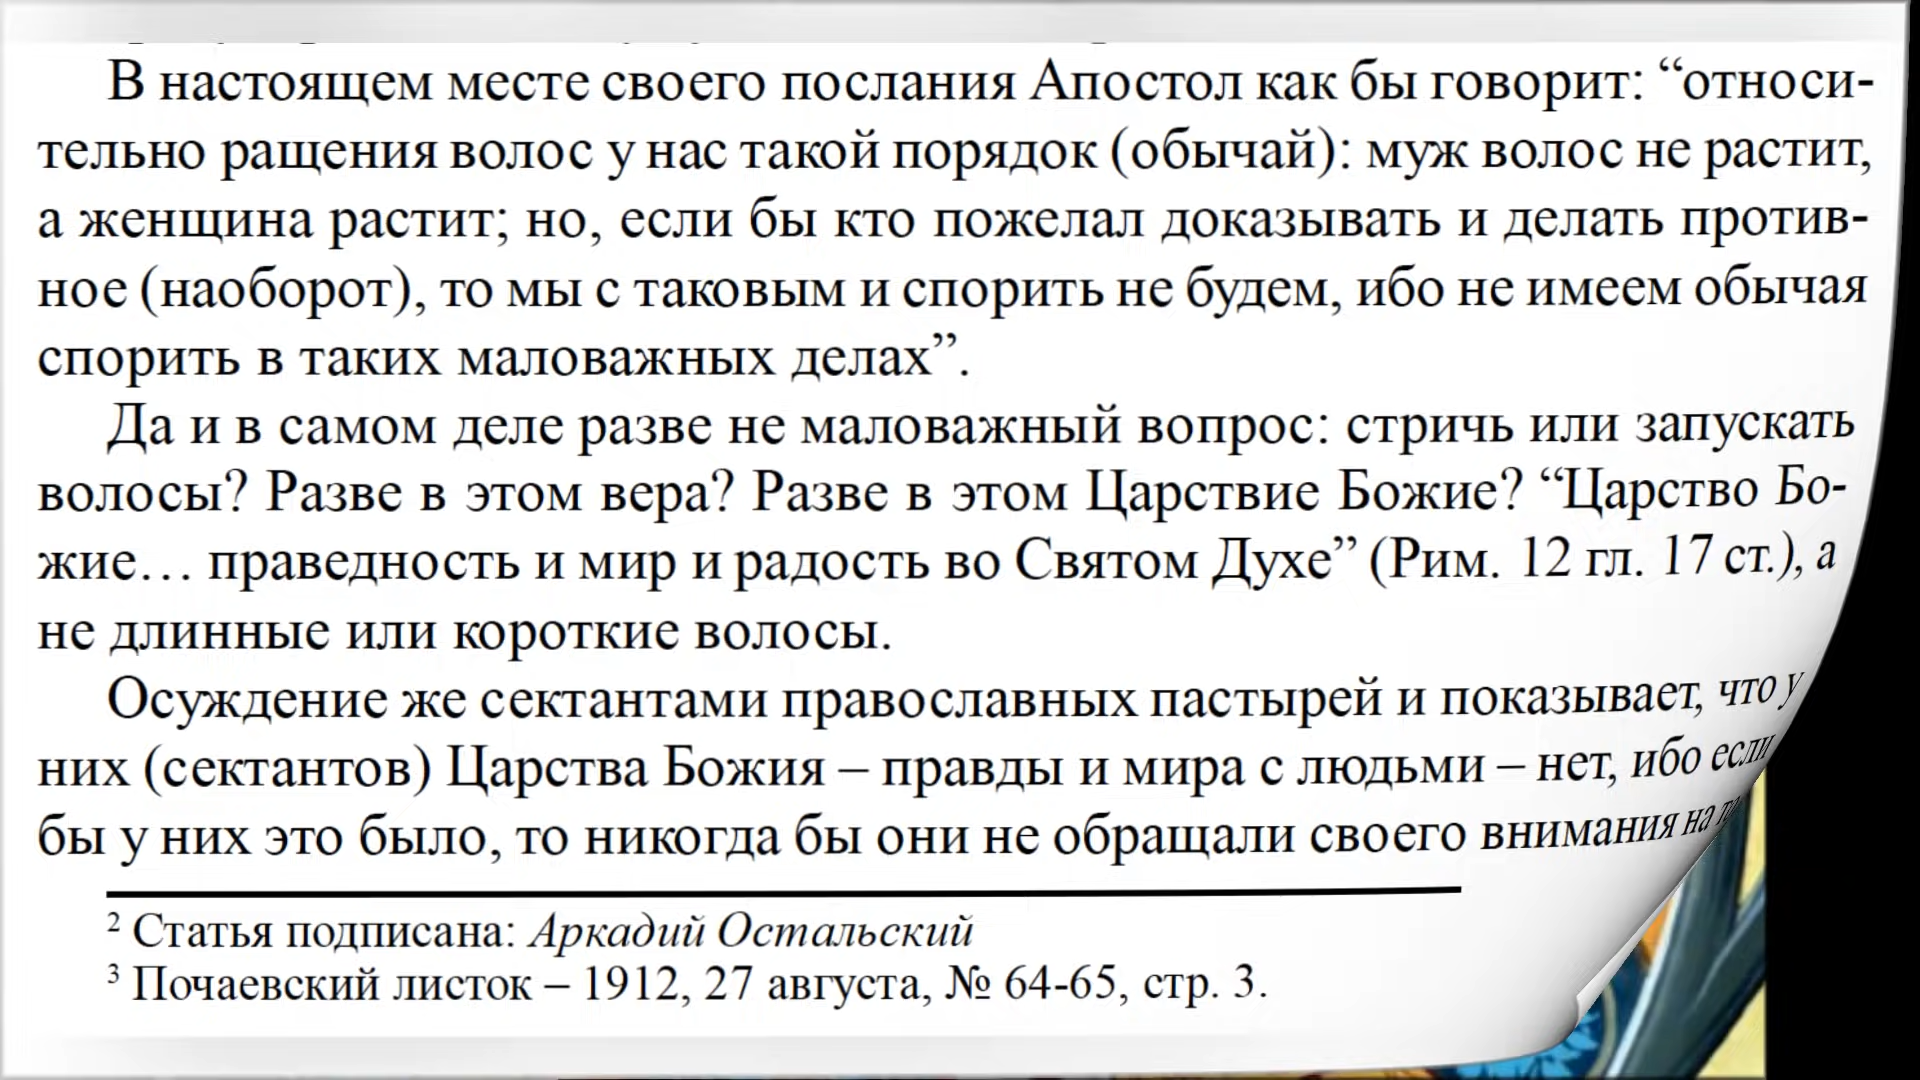 В настоящем месте своего послания Апостол как бы говорит: “относи-
тельно ращения волос у нас такой порядок (обычай): муж волос не растит,
а женщина растит; но, если бы кто пожелал доказывать и делать против-
ное (наоборот), то мы с таковым и спорить не будем, ибо не имеем обычая
спорить в таких маловажных делах”.
Да и в самом деле разве не маловажный вопрос: стричь или запускать
волосы? Разве в этом вера? Разве в этом Царствие Божие? “Царство Бо-
жие… праведность и мир и радость во Святом Духе” (Рим. 12 гл. 17 ст.), а
не длинные или короткие волосы.
Осуждение же сектантами православных пастырей и показывает, что у
них (сектантов) Царства Божия – правды и мира с людьми – нет, ибо если
бы у них это было, то никогда бы они не обращали своего внимания на
2 Статья подписана: Аркадий Остальский
3 Почаевский листок – 1912, 27 августа, № 64-65, стр. 3.